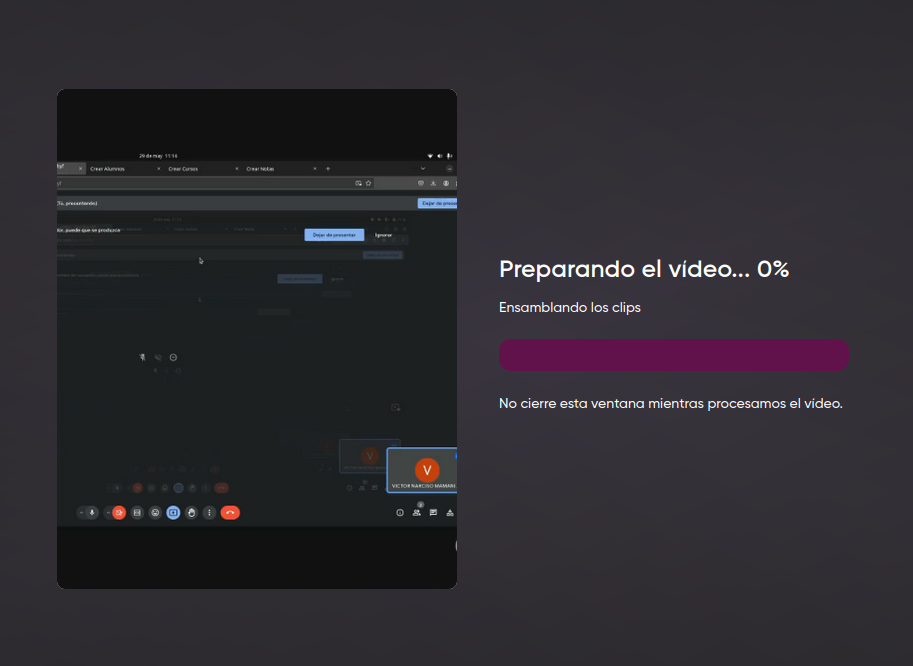 29 de may 11:14
Crear Alumnos
Crear Cursos
Crear Notas
(Tú, presentando)
Dejar de
tor, puede que se produzca
Dejar de presentar
Ignorar
V
VICTOR NARCISO MAMANI
Preparando el vídeo... 0%
Ensamblando los clips
No cierre esta ventana mientras procesamos el vídeo.